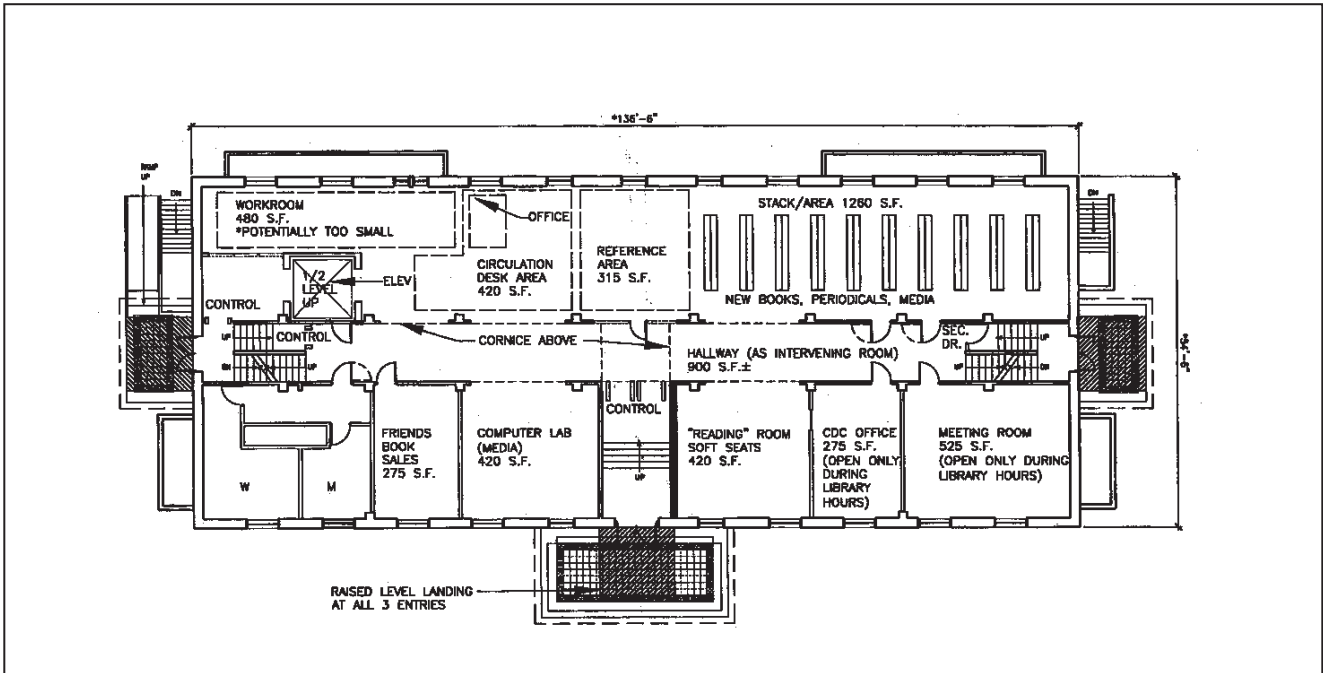 *136'-6"
RAMP
UP
DN
WORKROOM
480 S.F.
*POTENTIALLY TOO SMALL
OFFICE
STACK/AREA 1260 S.F.
DN
REFERENCE
AREA
315 S.F.
CIRCULATION
DESK AREA
420 S.F.
1/2
LEVEL
UP
ELEV
NEW BOOKS, PERIODICALS, MEDIA
CONTROL
UP
CONTROL
CORNICE ABOVE
SEC.
DR.
UP
HALLWAY (AS INTERVENING ROOM)
900 S.F.±
DN
UP
UP
DN
CONTROL
FRIENDS
BOOK
SALES
275 S.F.
COMPUTER LAB
(MEDIA)
420 S.F.
"READING" ROOM
SOFT SEATS
420 S.F.
CDC OFFICE
275 S.F.
(OPEN ONLY
DURING
LIBRARY
HOURS)
MEETING ROOM
525 S.F.
(OPEN ONLY DURING
LIBRARY HOURS)
UP
W
M
RAISED LEVEL LANDING
AT ALL 3 ENTRIES